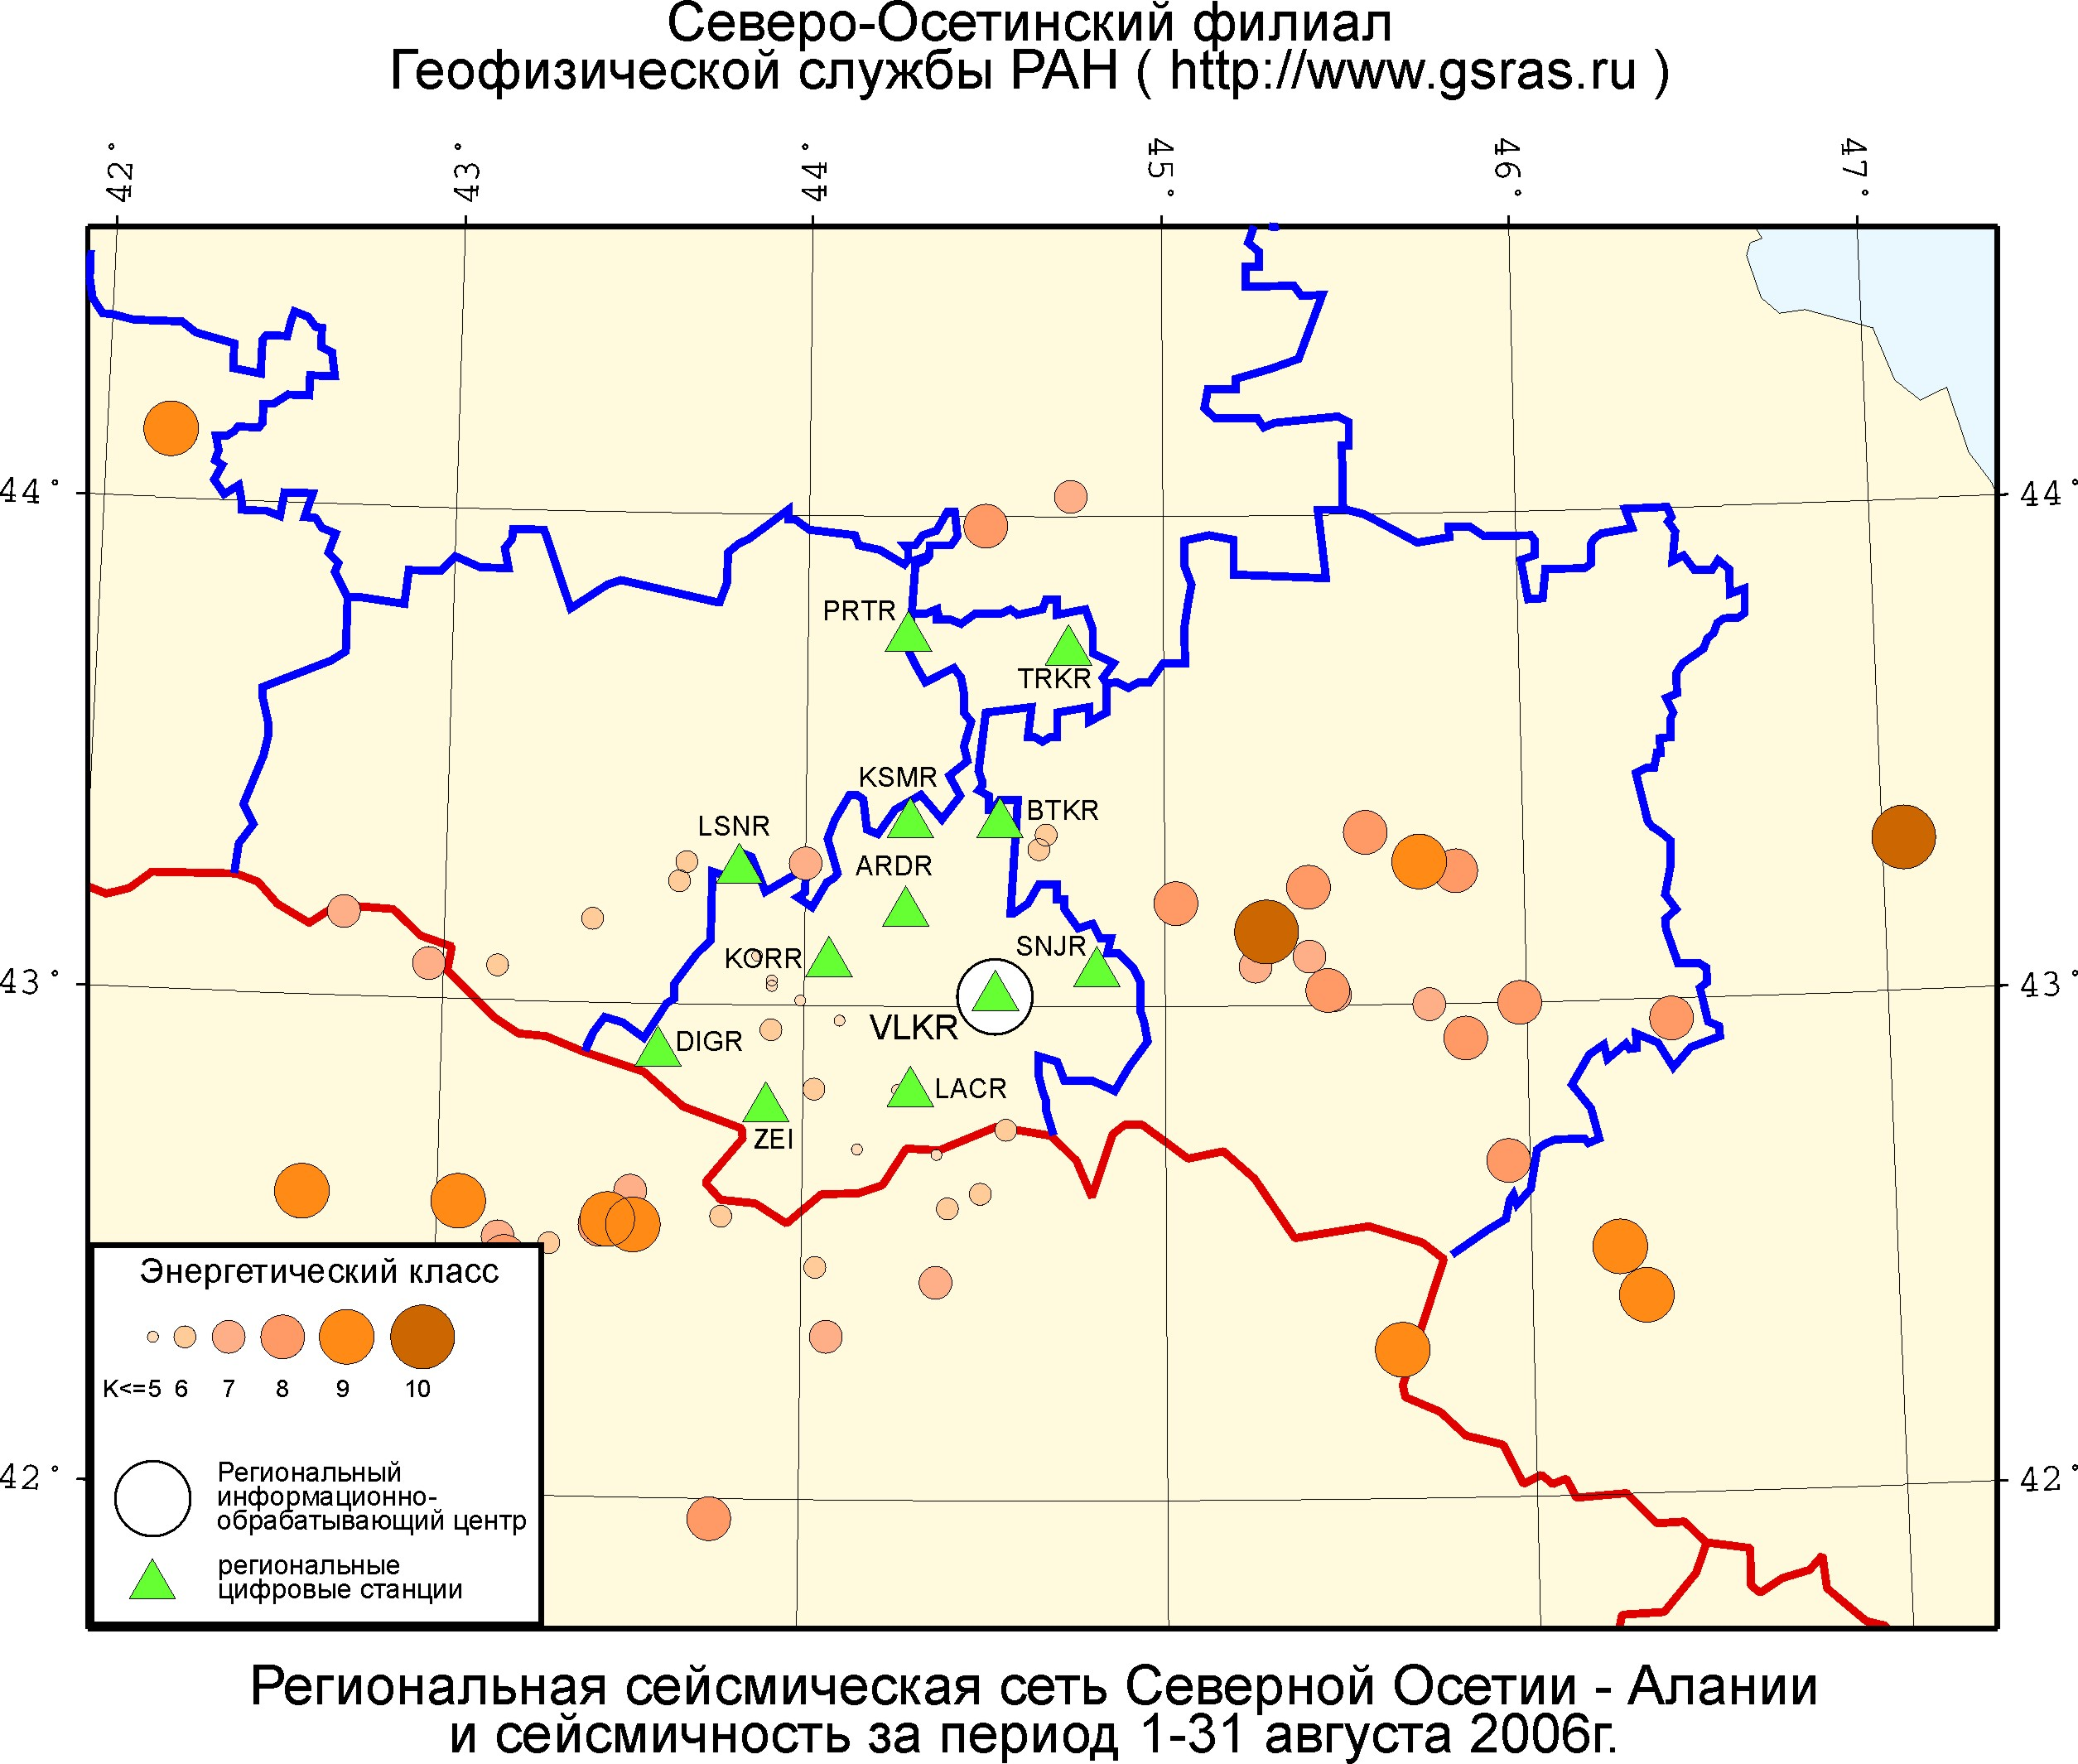 Северо-Осетинский филиал
Геофизической службы РАН ( http://www.gsras.ru )
42°
43°
44°
45°
46°
47°
44°
44°
PRTR
TRKR
KSMR
BTKR
LSNR
ARDR
SNJR
KORR
43°
43°
VLKR
DIGR
LACR
ZEI
Энергетический класс
K<=5 6 7 8 9 10
42°
42°
Региональный
информационно-
обрабатывающий центр
региональные
цифровые станции
Региональная сейсмическая сеть Северной Осетии - Алании
и сейсмичность за период 1-31 августа 2006г.